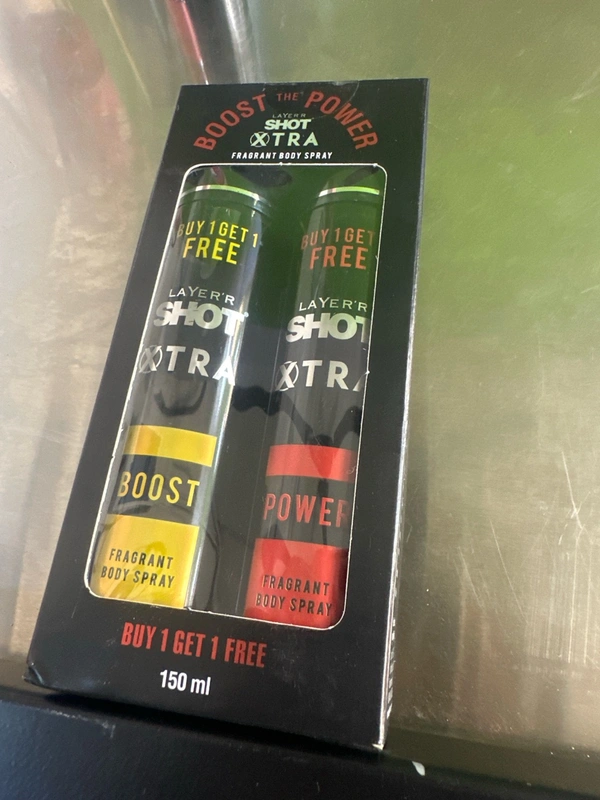 BOOST THE POWER
LAYER'R
SHOT
XTRA
FRAGRANT BODY SPRAY
BUY 1 GET 1
FREE
LAYER'R
SHOT
XTRA
BOOST
FRAGRANT
BODY SPRAY
BUY 1 GET
FREE
LAYER'R
SHOT
XTRA
POWER
FRAGRANT
BODY SPRAY
BUY 1 GET 1 FREE
150 ml